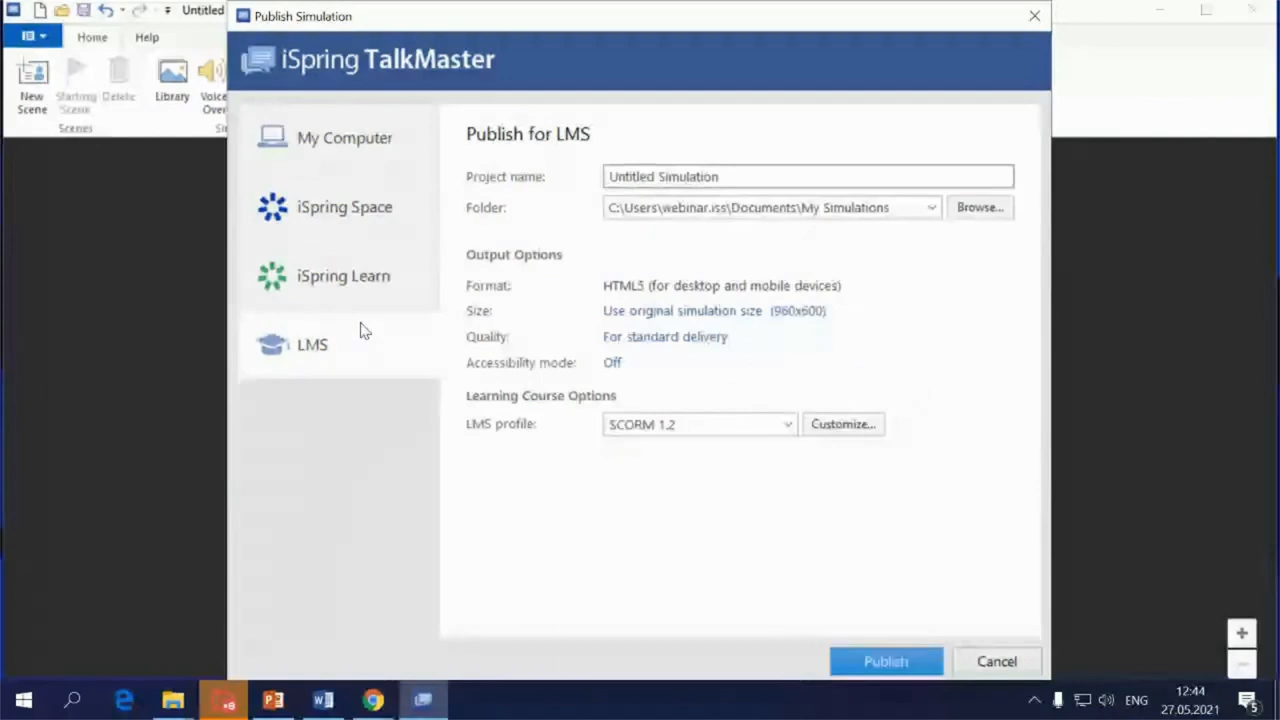 Untitled
Publish Simulation
Home
Help
iSpring TalkMaster
New Scene
Starting Scene
Delete
Library
Voice Over
Scenes
My Computer
iSpring Space
iSpring Learn
LMS
Publish for LMS
Project name: Untitled Simulation
Folder: C:\Users\webinar.iss\Documents\My Simulations Browse...
Output Options
Format: HTML5 (for desktop and mobile devices)
Size: Use original simulation size (960x600)
Quality: For standard delivery
Accessibility mode: Off
Learning Course Options
LMS profile: SCORM 1.2 Customize...
Publish Cancel
ENG
12:44
27.05.2021
5